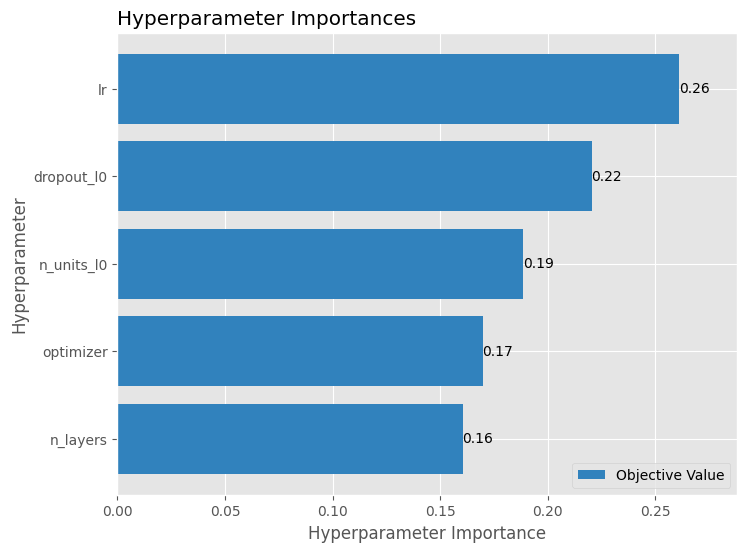 Hyperparameter Importances
Hyperparameter
lr
0.26
dropout_l0
0.22
n_units_l0
0.19
optimizer
0.17
n_layers
0.16
Objective Value
0.00 0.05 0.10 0.15 0.20 0.25
Hyperparameter Importance